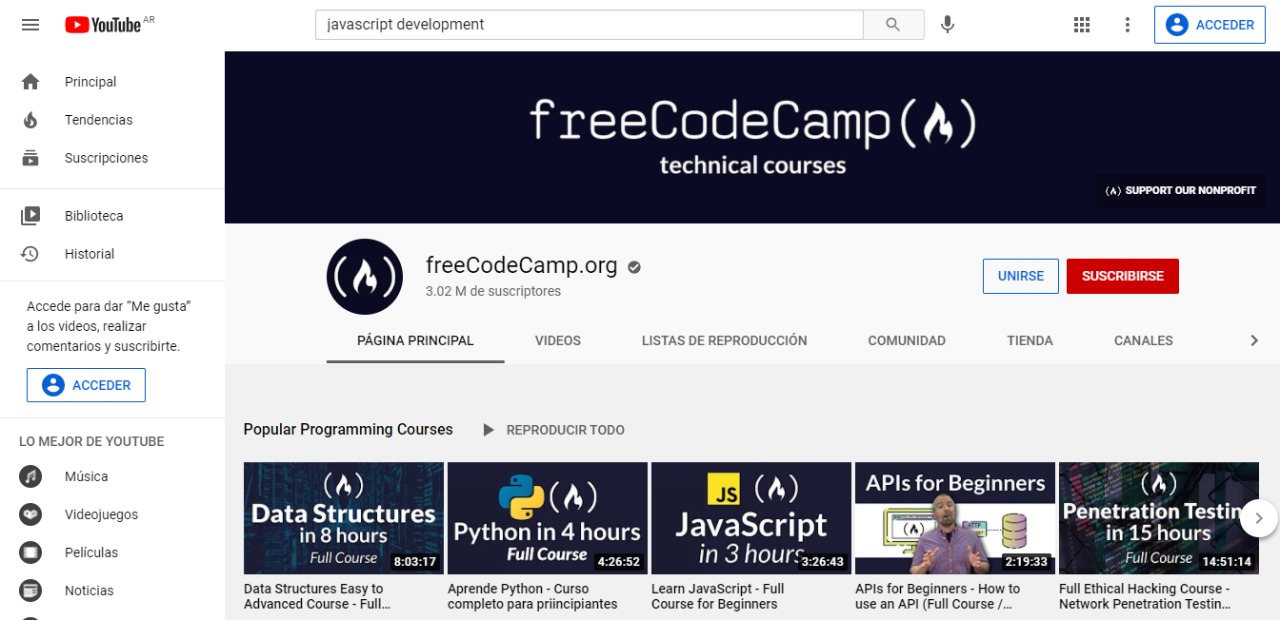 YouTube AR
javascript development
ACCEDER
Principal
Tendencias
Suscripciones
Biblioteca
Historial
Accede para dar “Me gusta”
a los videos, realizar
comentarios y suscribirte.
ACCEDER
LO MEJOR DE YOUTUBE
Música
Videojuegos
Películas
Noticias
freeCodeCamp
technical courses
SUPPORT OUR NONPROFIT
freeCodeCamp.org
3.02 M de suscriptores
UNIRSE
SUSCRIBIRSE
PÁGINA PRINCIPAL
VIDEOS
LISTAS DE REPRODUCCIÓN
COMUNIDAD
TIENDA
CANALES
Popular Programming Courses
REPRODUCIR TODO
Data Structures
in 8 hours
Full Course
8:03:17
Data Structures Easy to
Advanced Course - Full...
Python in 4 hours
Full Course
4:26:52
Aprende Python - Curso
completo para priincipiantes
JS
JavaScript
in 3 hours
3:26:43
Learn JavaScript - Full
Course for Beginners
APIs for Beginners
HTTP
2:19:33
APIs for Beginners - How to
use an API (Full Course /...
Penetration Testin
in 15 hours
Full Course
14:51:14
Full Ethical Hacking Course -
Network Penetration Testin...